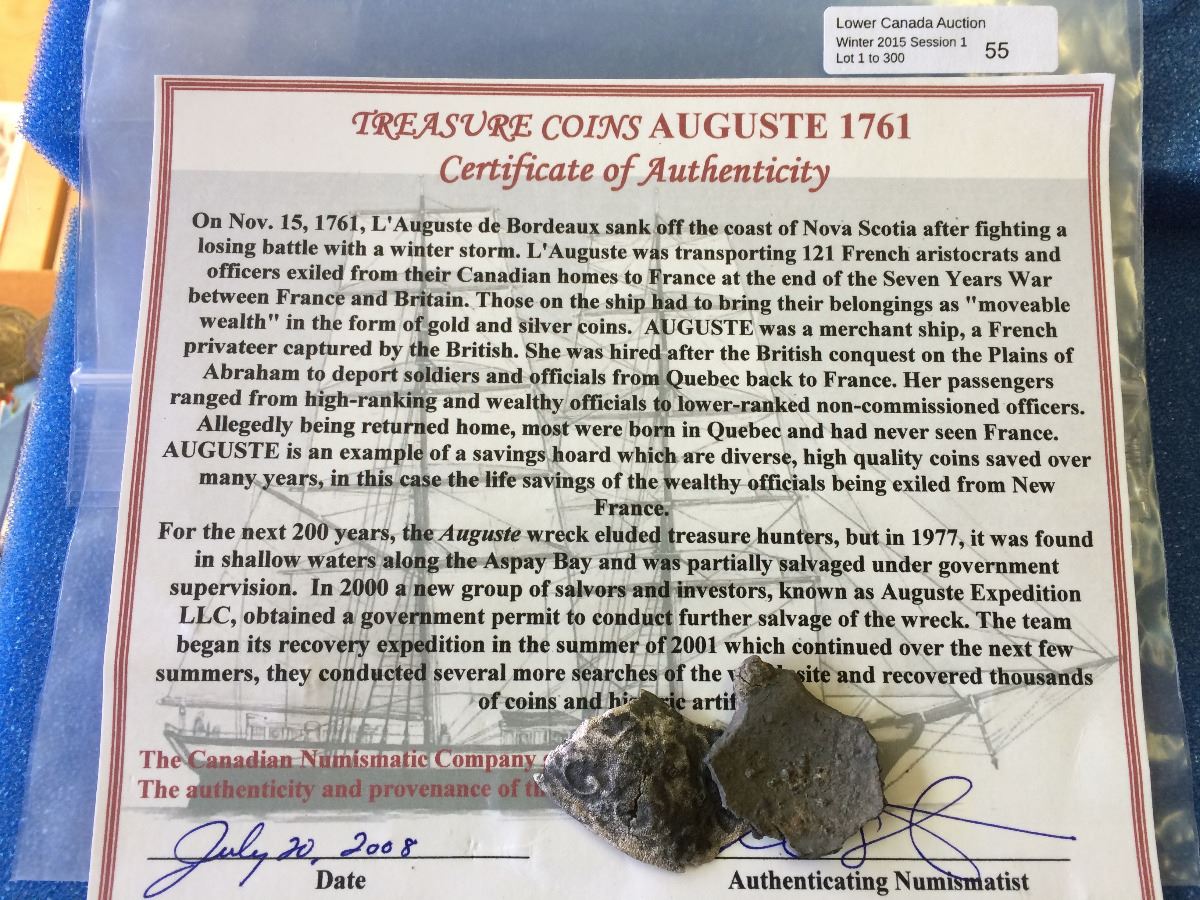 Lower Canada Auction
Winter 2015 Session 1
Lot 1 to 300
55
TREASURE COINS AUGUSTE 1761
Certificate of Authenticity
On Nov. 15, 1761, L'Auguste de Bordeaux sank off the coast of Nova Scotia after fighting a
losing battle with a winter storm. L'Auguste was transporting 121 French aristocrats and
officers exiled from their Canadian homes to France at the end of the Seven Years War
between France and Britain. Those on the ship had to bring their belongings as "moveable
wealth" in the form of gold and silver coins. AUGUSTE was a merchant ship, a French
privateer captured by the British. She was hired after the British conquest on the Plains of
Abraham to deport soldiers and officials from Quebec back to France. Her passengers
ranged from high-ranking and wealthy officials to lower-ranked non-commissioned officers.
Allegedly being returned home, most were born in Quebec and had never seen France.
AUGUSTE is an example of a savings hoard which are diverse, high quality coins saved over
many years, in this case the life savings of the wealthy officials being exiled from New
France.
For the next 200 years, the Auguste wreck eluded treasure hunters, but in 1977, it was found
in shallow waters along the Aspay Bay and was partially salvaged under government
supervision. In 2000 a new group of salvors and investors, known as Auguste Expedition
LLC, obtained a government permit to conduct further salvage of the wreck. The team
began its recovery expedition in the summer of 2001 which continued over the next few
summers, they conducted several more searches of the site and recovered thousands
of coins and
The Canadian Numismatic Company
The authenticity and provenance of
July 20, 2008
Date
Authenticating Numismatist